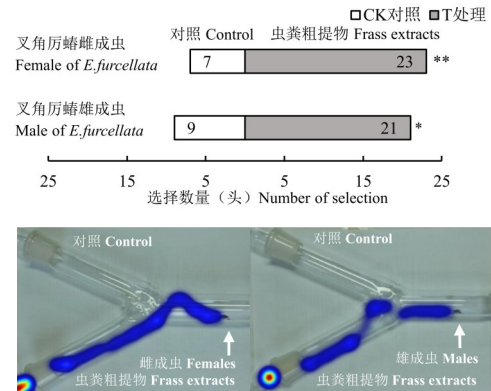 CK对照 T处理
叉角厉蝽雌成虫 对照 Control 虫粪粗提物 Frass extracts
Female of E.furcellata 7 23 **
叉角厉蝽雄成虫
Male of E.furcellata 9 21 *
25 15 5 5 15 25
选择数量（头）Number of selection
对照 Control
雌成虫 Females
虫粪粗提物 Frass extracts
对照 Control
雄成虫 Males
虫粪粗提物 Frass extracts